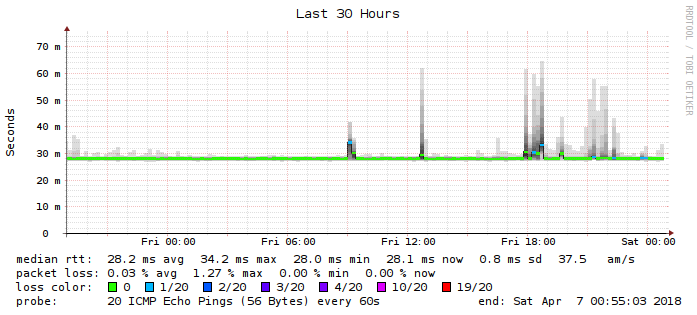 Last 30 Hours
RRDTOOL / TOBI OETIKER
Seconds
70 m
60 m
50 m
40 m
30 m
20 m
10 m
0
Fri 00:00 Fri 06:00 Fri 12:00 Fri 18:00 Sat 00:00
median rtt: 28.2 ms avg 34.2 ms max 28.0 ms min 28.1 ms now 0.8 ms sd 37.5 am/s
packet loss: 0.03 % avg 1.27 % max 0.00 % min 0.00 % now
loss color: 0 1/20 2/20 3/20 4/20 10/20 19/20
probe: 20 ICMP Echo Pings (56 Bytes) every 60s end: Sat Apr 7 00:55:03 2018